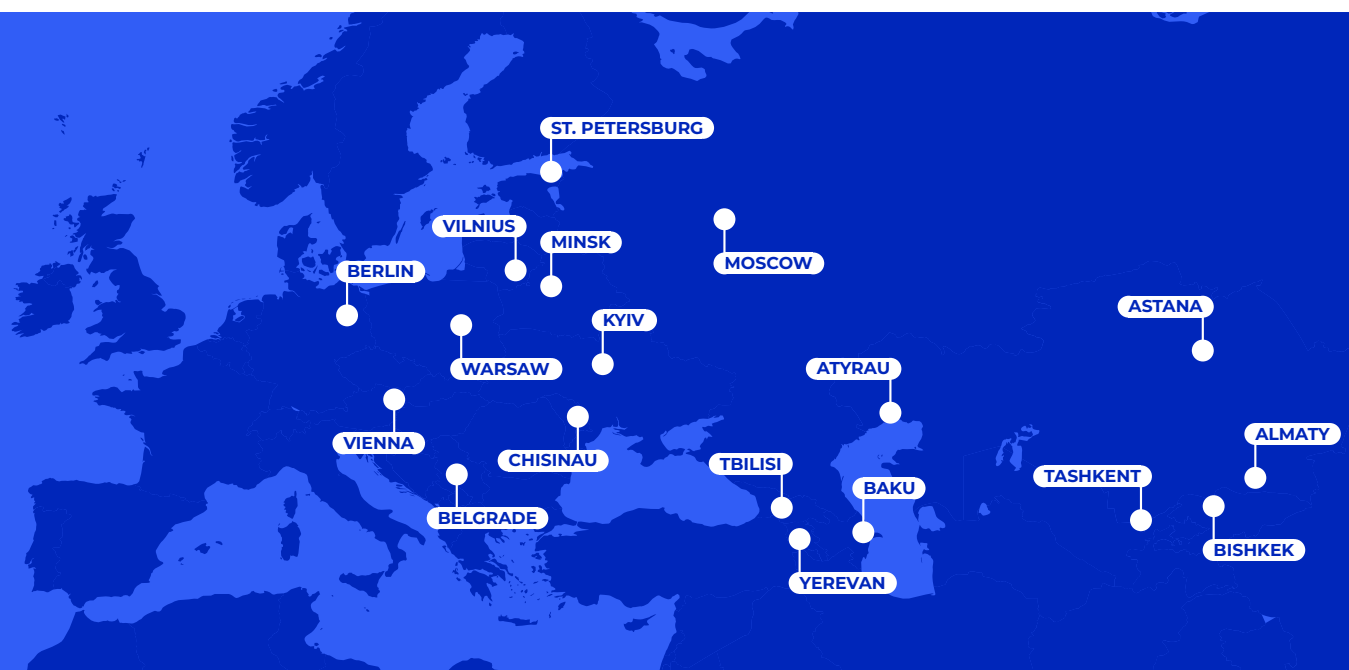 ST. PETERSBURG
VILNIUS
MINSK
MOSCOW
BERLIN
ASTANA
KYIV
WARSAW
ATYRAU
VIENNA
CHISINAU
ALMATY
TBILISI
TASHKENT
BAKU
BELGRADE
BISHKEK
YEREVAN